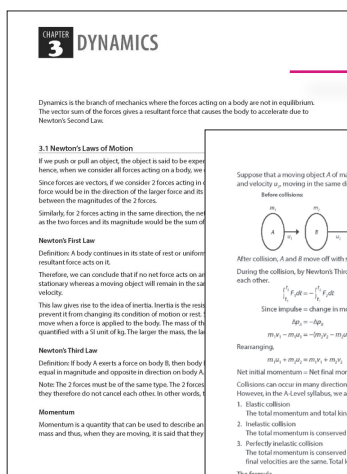 CHAPTER
3 DYNAMICS
Dynamics is the branch of mechanics where the forces acting on a body are not in equilibrium.
The vector sum of the forces gives a resultant force that causes the body to accelerate due to
Newton's Second Law.
3.1 Newton's Laws of Motion
If we push or pull an object, the object is said to be
hence, when we consider all forces acting on a body, we
Since forces are vectors, if we consider 2 forces acting in
force would be in the direction of the larger force and its
between the magnitudes of the 2 forces.
Similarly, for 2 forces acting in the same direction, the net
as the two forces and its magnitude would be the sum of
Newton's First Law
Definition: A body continues in its state of rest or uniform
resultant force acts on it.
Therefore, we can conclude that if no net force acts on an
stationary whereas a moving object will remain in the
velocity.
This law gives rise to the idea of inertia. Inertia is the
prevent it from changing its condition of motion or rest.
move when a force is applied to the body. The mass of
quantified with a SI unit of kg. The larger the mass, the
Newton's Third Law
Definition: If body A exerts a force on body B, then body
equal in magnitude and opposite in direction on body A.
Note: The 2 forces must be of the same type. The 2 forces
they therefore do not cancel each other. In other words,
Momentum
Momentum is a quantity that can be used to describe an
mass and thus, when they are moving, it is said that they
Suppose that a moving object A of
and velocity u₂, moving in the same
Before collision:
m₁ m₂
A u₁ B u₂
After collision, A and B move off with
During the collision, by Newton's Third
each other.
Since impulse = change in
Rearranging,
m₁u₁ + m₂u₂ = m₁v₁ + m₂v₂
Net initial momentum = Net final
Collisions can occur in many direction
However, in the A-Level syllabus, we
1. Elastic collision
The total momentum and total
2. Inelastic collision
The total momentum is conserved
3. Perfectly inelastic collision
The total momentum is conserved
final velocities are the same. Total
The formula